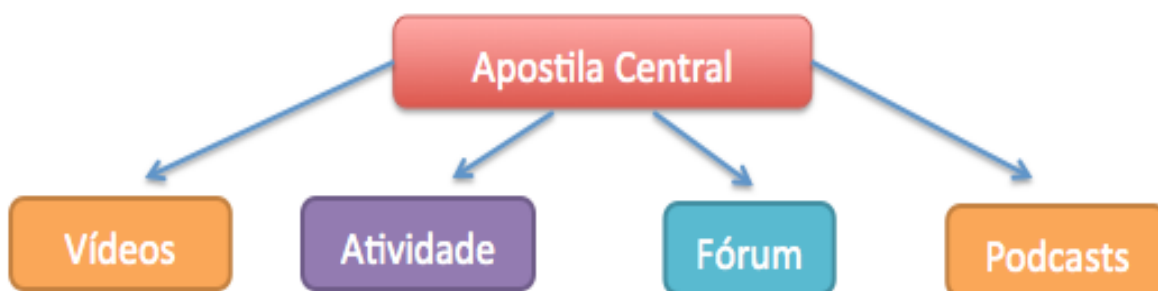 Apostila Central
Vídeos
Atividade
Fórum
Podcasts